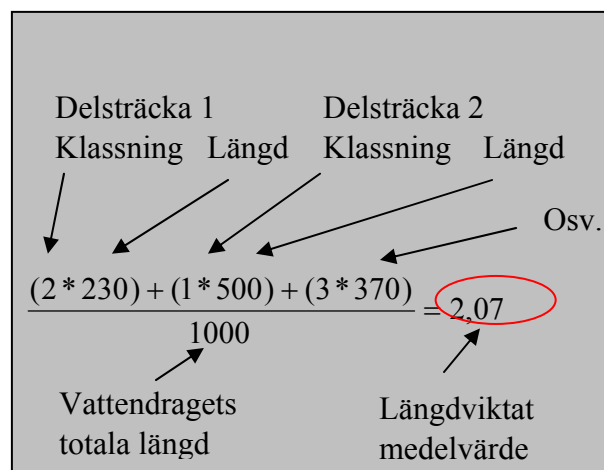 Delsträcka 1 Delsträcka 2
Klassning Längd Klassning Längd
Osv.
(2 * 230) + (1 * 500) + (3 * 370)
= 2,07
1000
Vattendragets
totala längd
Längdviktat
medelvärde